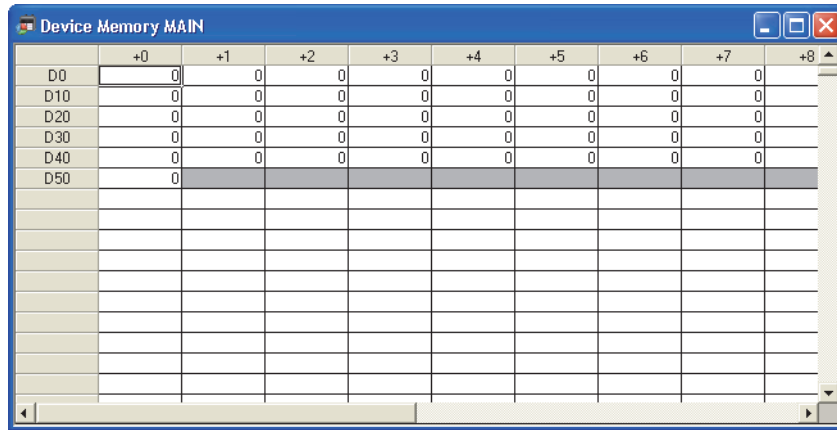 Device Memory MAIN
+0 +1 +2 +3 +4 +5 +6 +7 +8
D0 0 0 0 0 0 0 0 0
D10 0 0 0 0 0 0 0 0
D20 0 0 0 0 0 0 0 0
D30 0 0 0 0 0 0 0 0
D40 0 0 0 0 0 0 0 0
D50 0